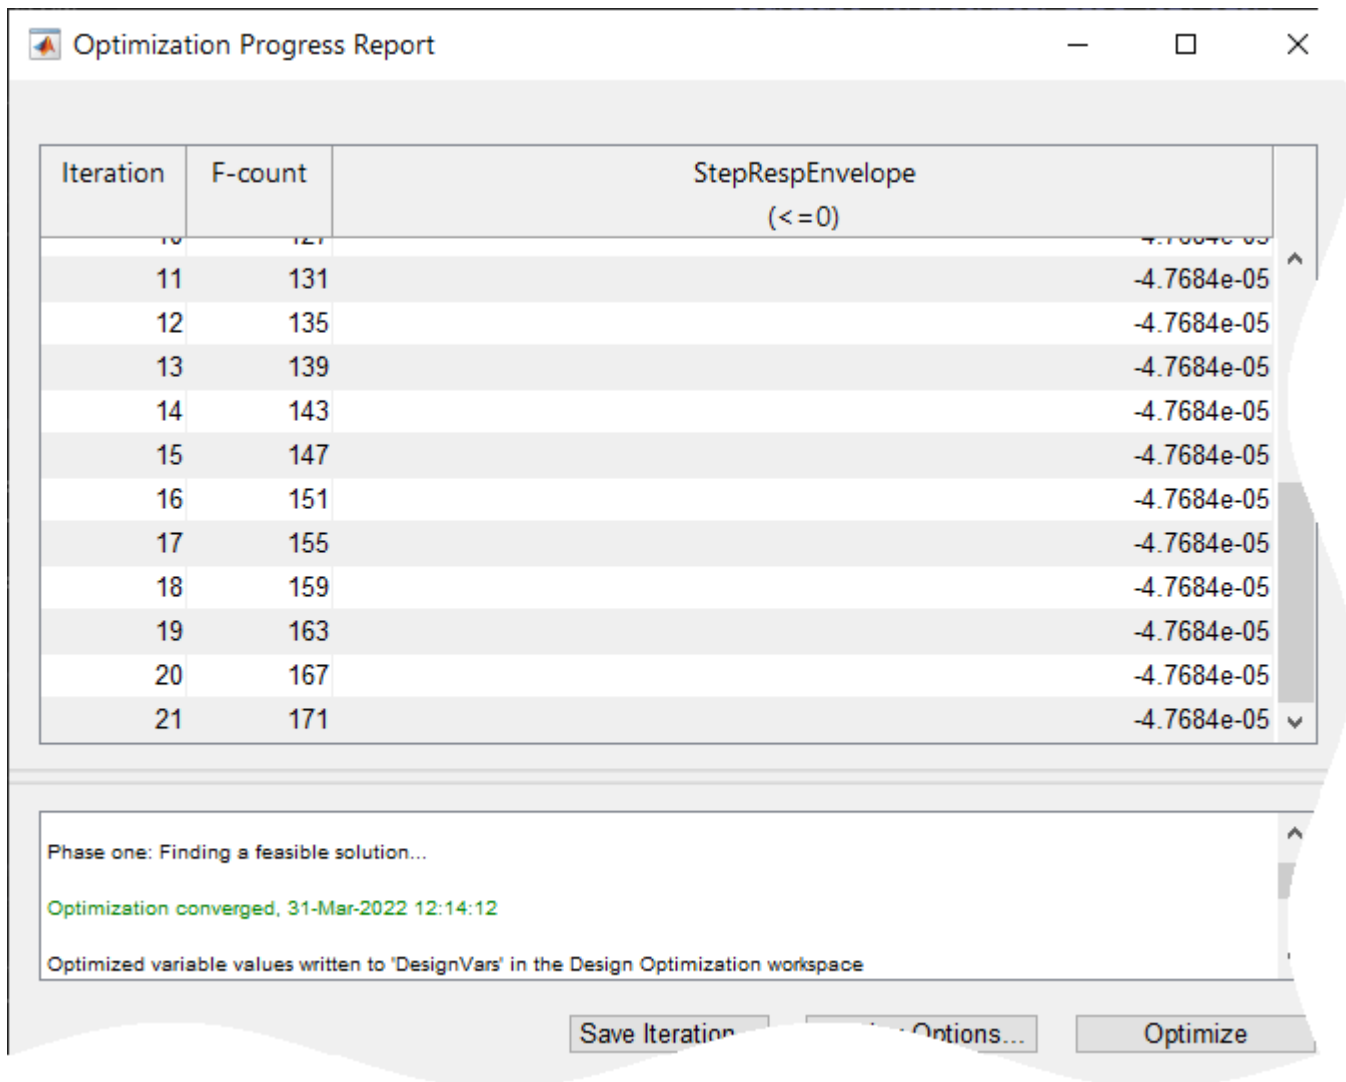 Optimization Progress Report
Iteration F-count StepRespEnvelope
(<=0)
11 131 -4.7684e-05
12 135 -4.7684e-05
13 139 -4.7684e-05
14 143 -4.7684e-05
15 147 -4.7684e-05
16 151 -4.7684e-05
17 155 -4.7684e-05
18 159 -4.7684e-05
19 163 -4.7684e-05
20 167 -4.7684e-05
21 171 -4.7684e-05
Phase one: Finding a feasible solution...
Optimization converged, 31-Mar-2022 12:14:12
Optimized variable values written to 'DesignVars' in the Design Optimization workspace
Save Iteration Options... Optimize